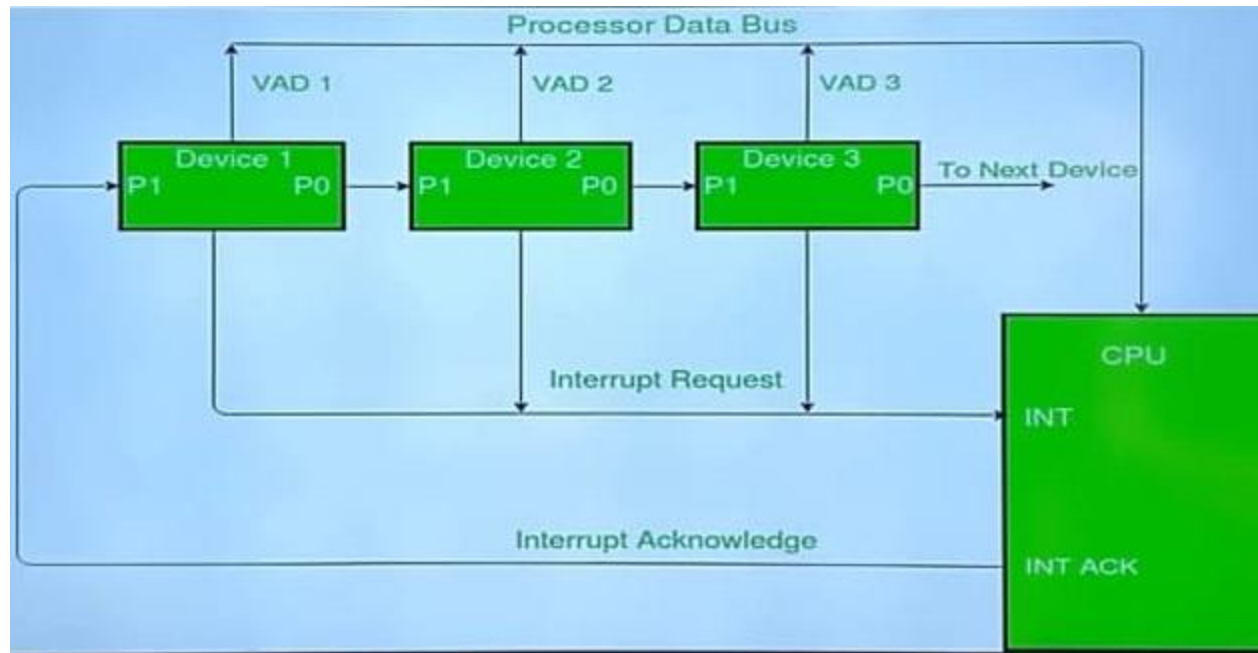 Processor Data Bus
VAD 1
VAD 2
VAD 3
Device 1
P1
P0
Device 2
P1
P0
Device 3
P1
P0
To Next Device
CPU
Interrupt Request
INT
Interrupt Acknowledge
INT ACK